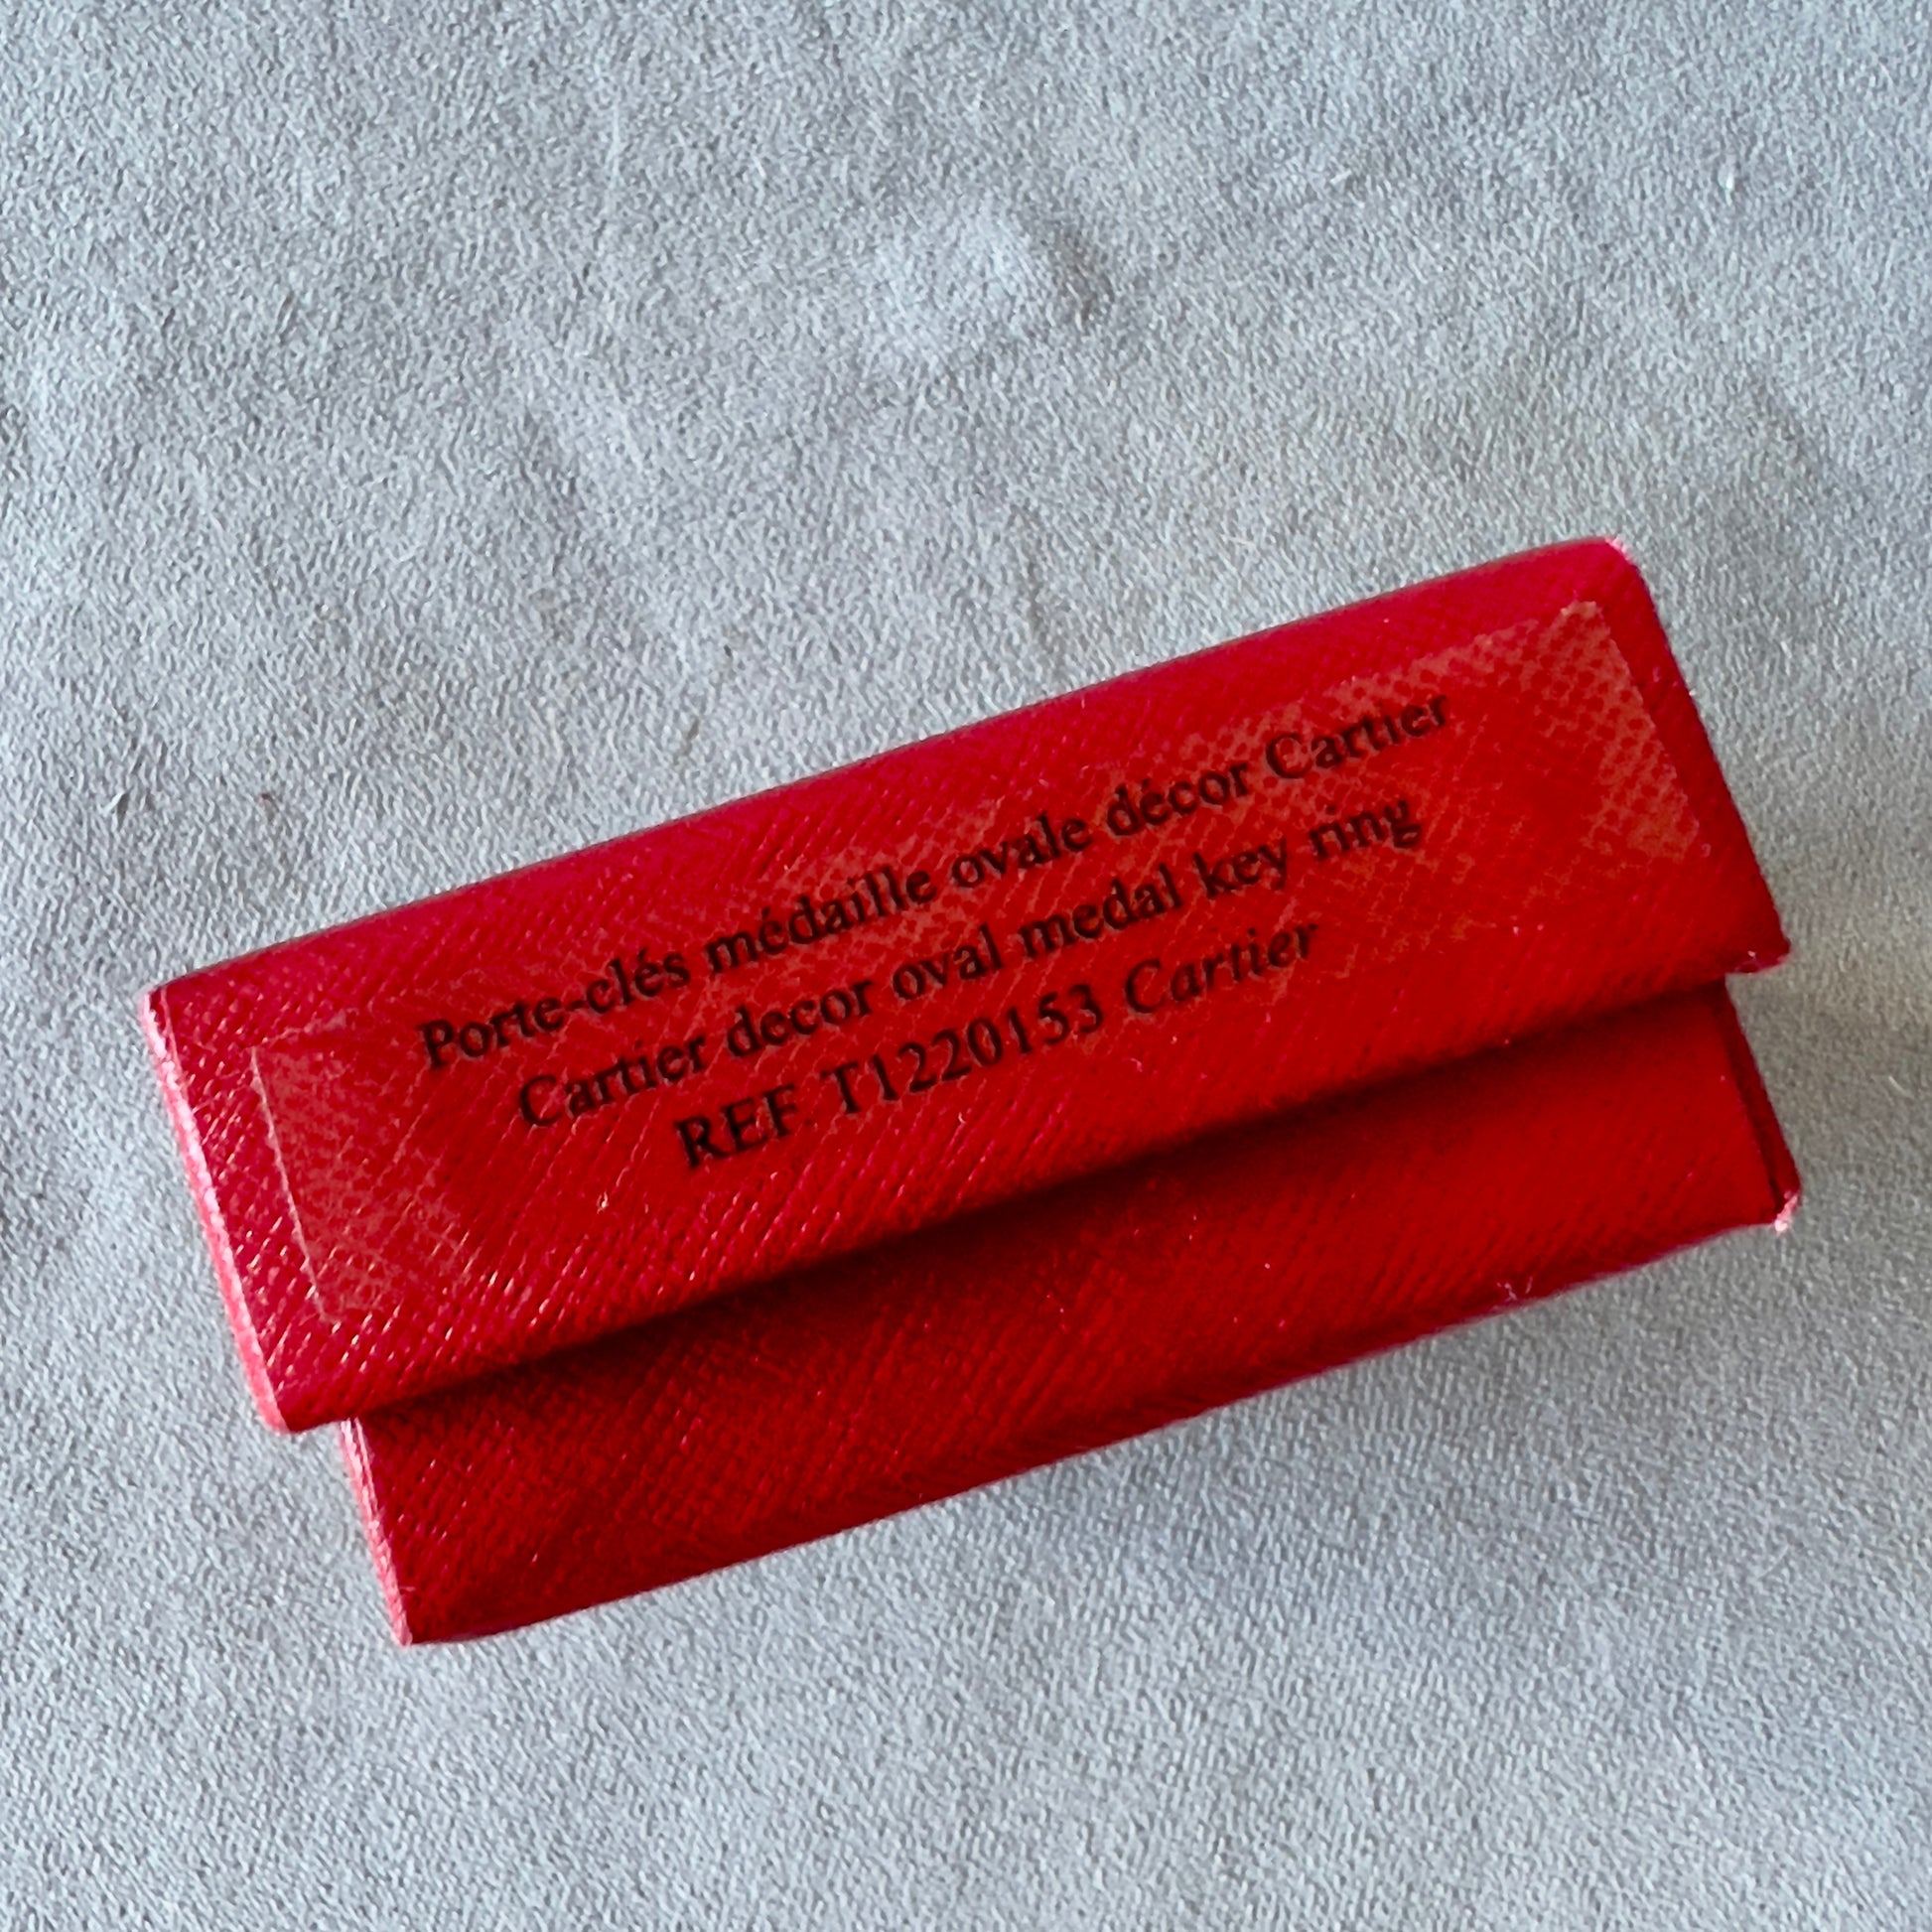 Porte-clés médaille ovale décor Cartier
Cartier decor oval medal key ring
REF T1220153 Cartier